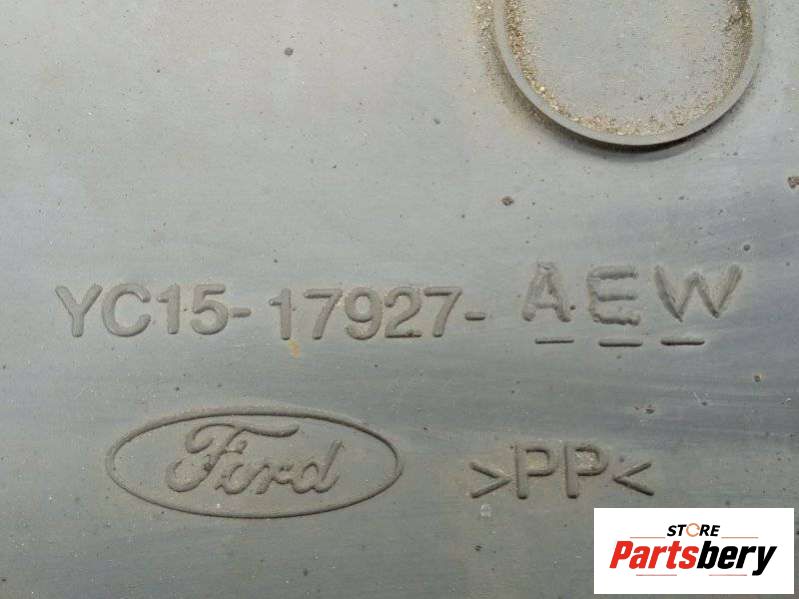 YC15-17927-AEW
Ford >PP<
STORE
Partsbery